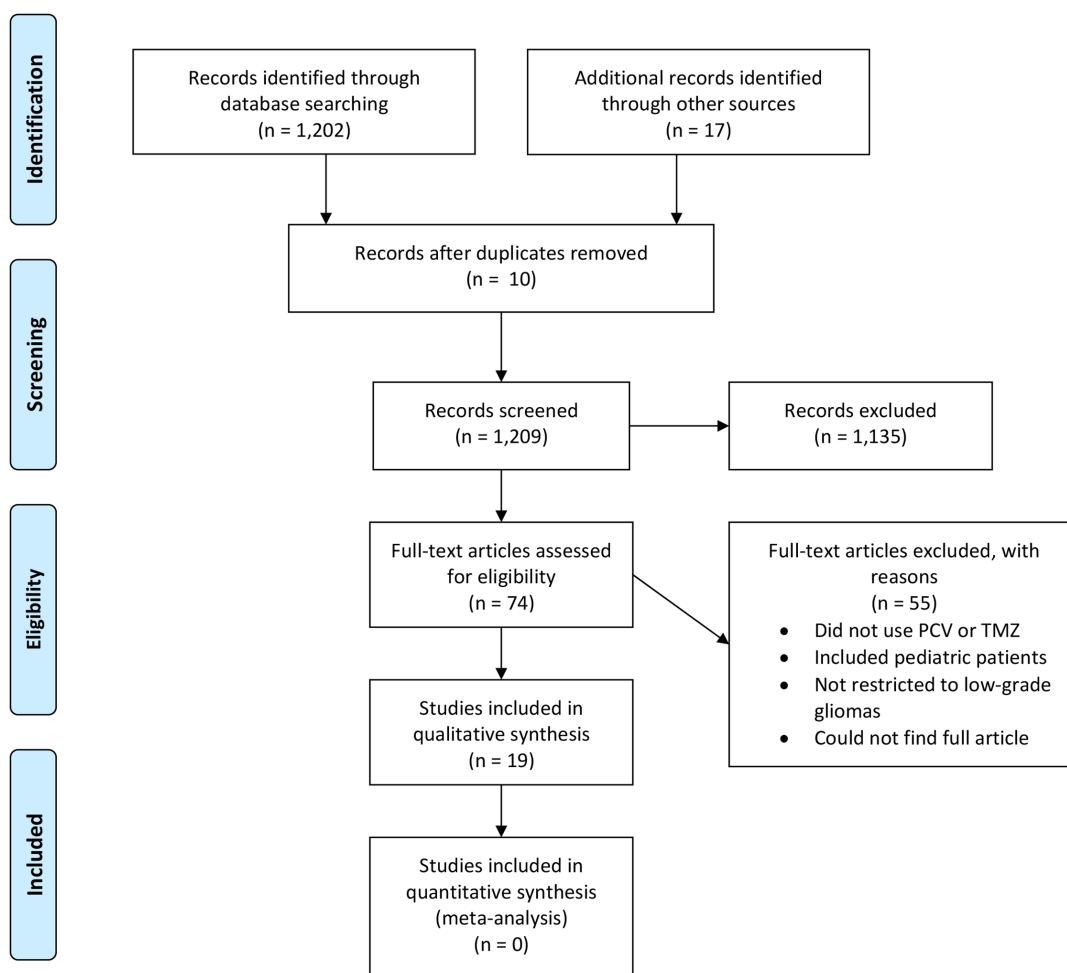 Identification
Records identified through
database searching
(n = 1,202)
Additional records identified
through other sources
(n = 17)
Records after duplicates removed
(n =  10)
Screening
Records screened
(n = 1,209)
Records excluded
(n = 1,135)
Eligibility
Full-text articles assessed
for eligibility
(n = 74)
Full-text articles excluded, with
reasons
(n = 55)
• Did not use PCV or TMZ
• Included pediatric patients
• Not restricted to low-grade
gliomas
• Could not find full article
Studies included in
qualitative synthesis
(n = 19)
Included
Studies included in
quantitative synthesis
(meta-analysis)
(n = 0)